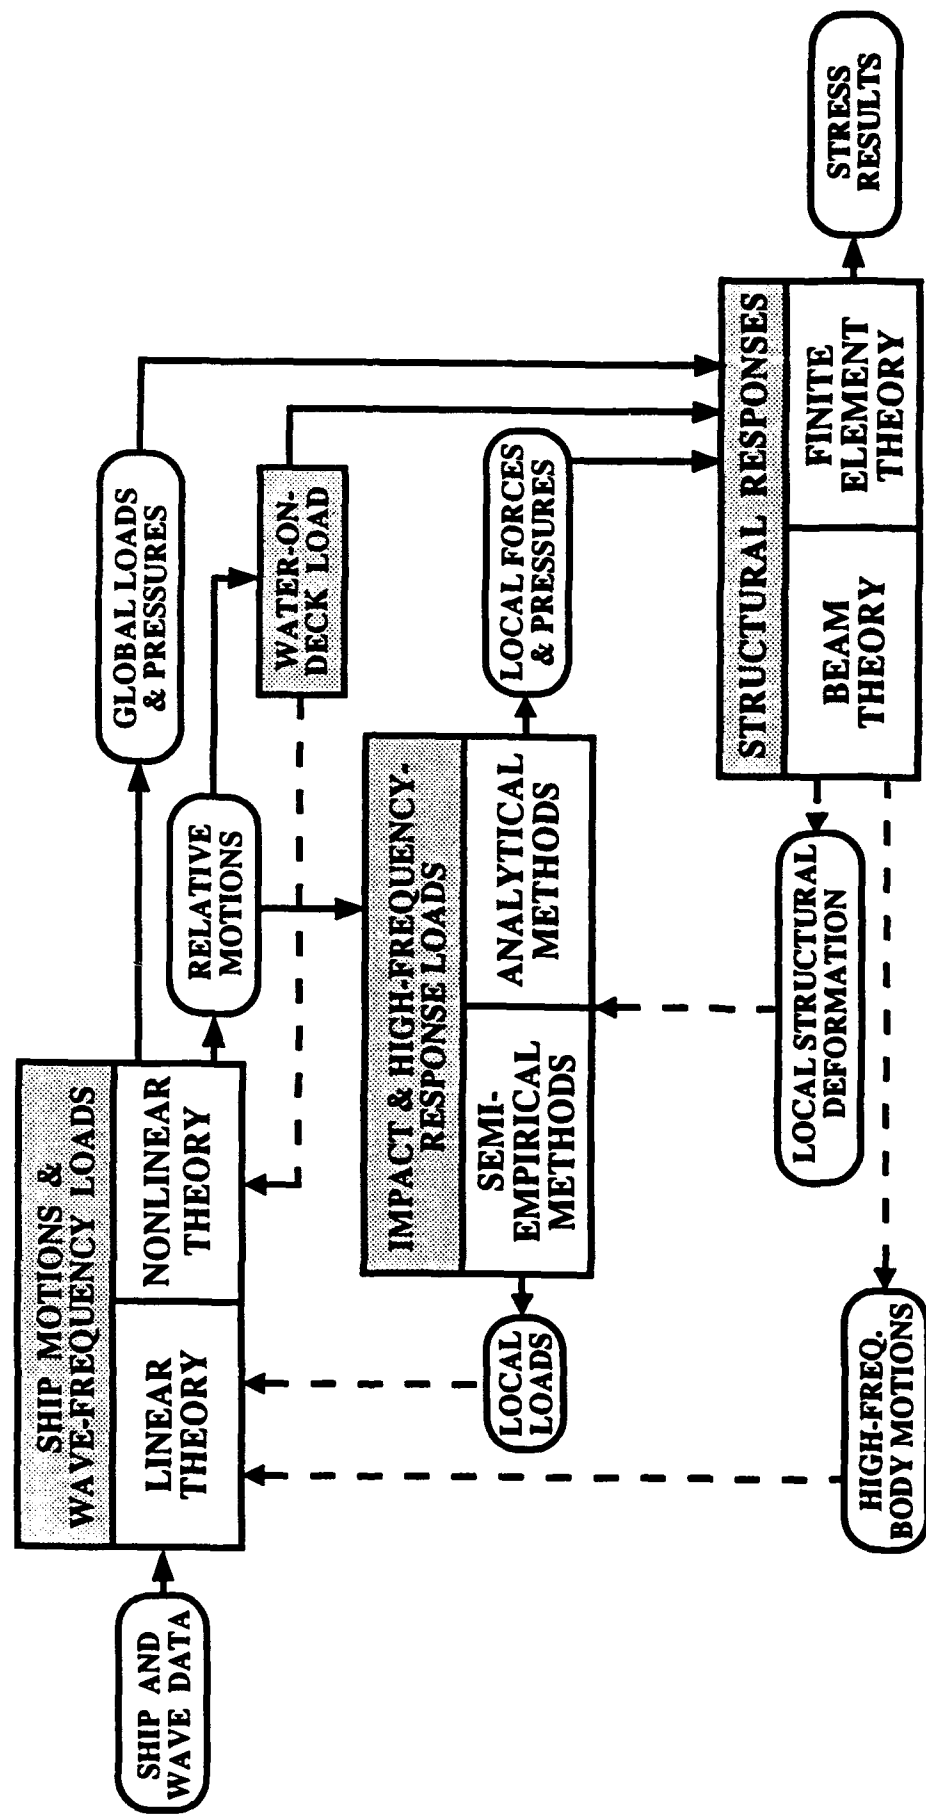 SHIP AND
WAVE DATA
SHIP MOTIONS &
WAVE-FREQUENCY LOADS
LINEAR
THEORY
NONLINEAR
THEORY
GLOBAL LOADS
& PRESSURES
RELATIVE
MOTIONS
WATER-ON-
DECK LOAD
IMPACT & HIGH-FREQUENCY-
RESPONSE LOADS
SEMI-
EMPIRICAL
METHODS
ANALYTICAL
METHODS
LOCAL
LOADS
LOCAL FORCES
& PRESSURES
STRUCTURAL RESPONSES
BEAM
THEORY
FINITE
ELEMENT
THEORY
STRESS
RESULTS
LOCAL STRUCTURAL
DEFORMATION
HIGH-FREQ.
BODY MOTIONS